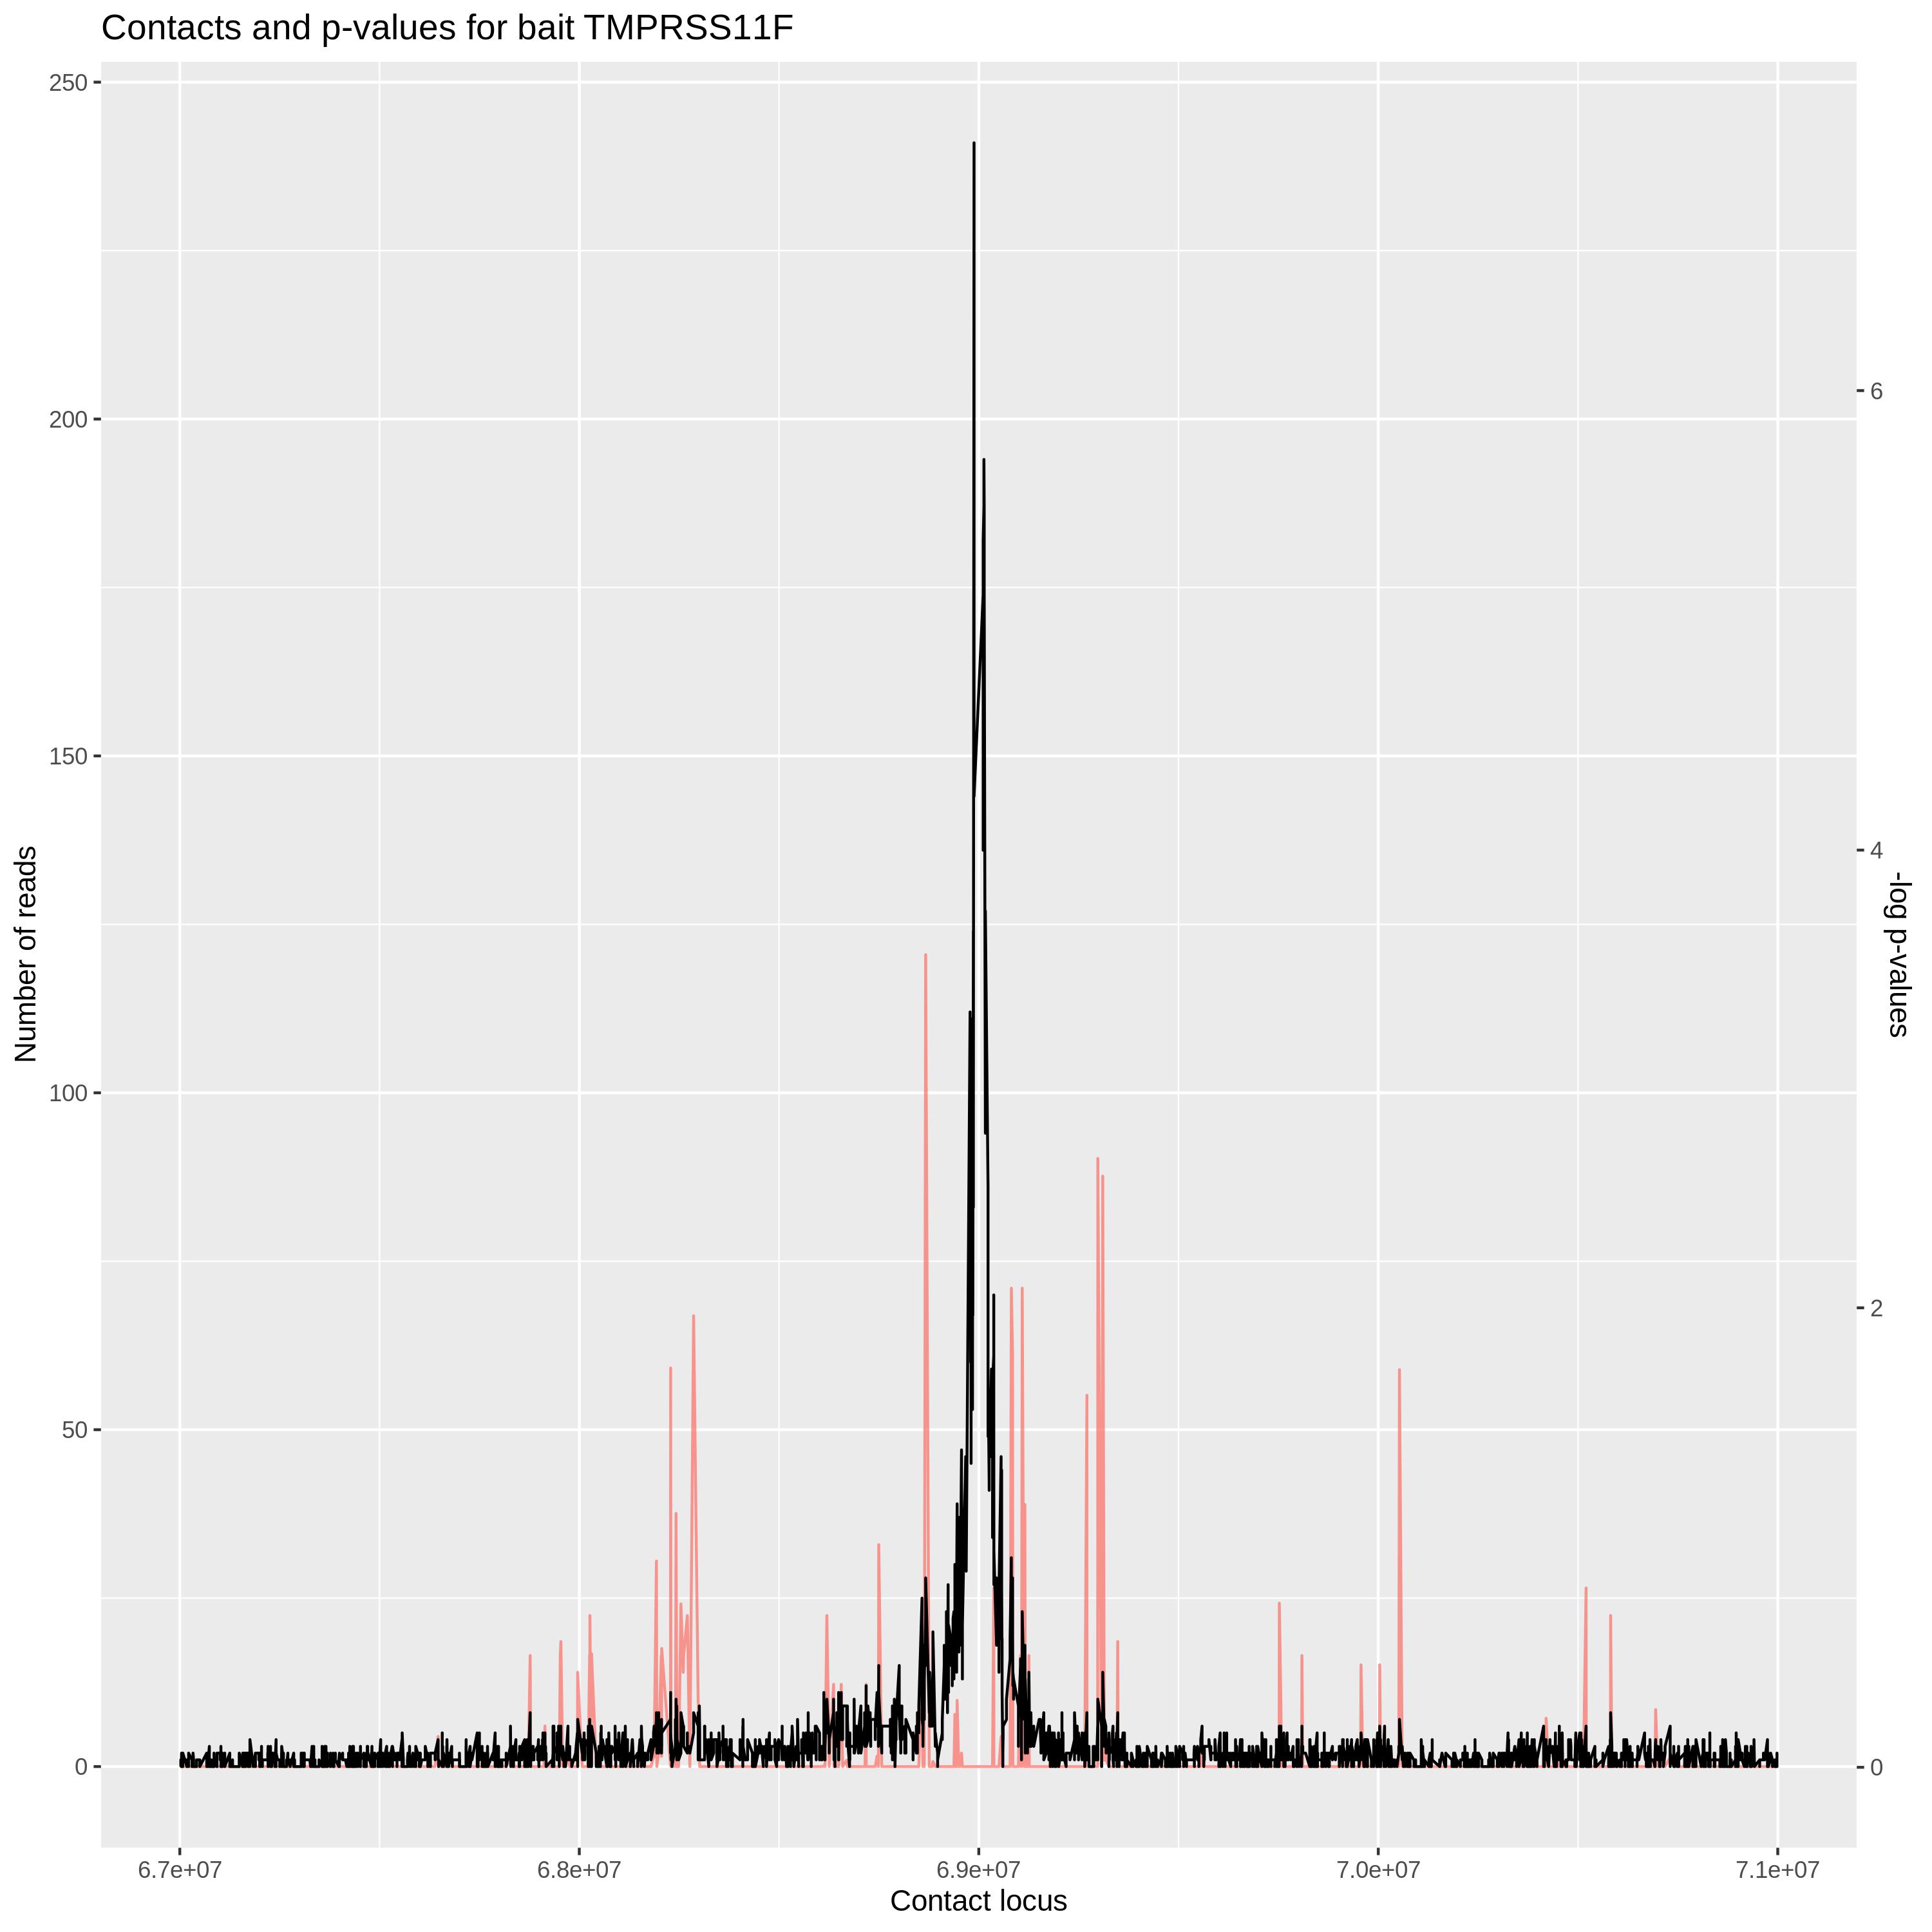 Contacts and p-values for bait TMPRSS11F
250
200
150
100
50
0
Number of reads
6
4
2
0
-log p-values
6.7e+07 6.8e+07 6.9e+07 7.0e+07 7.1e+07
Contact locus